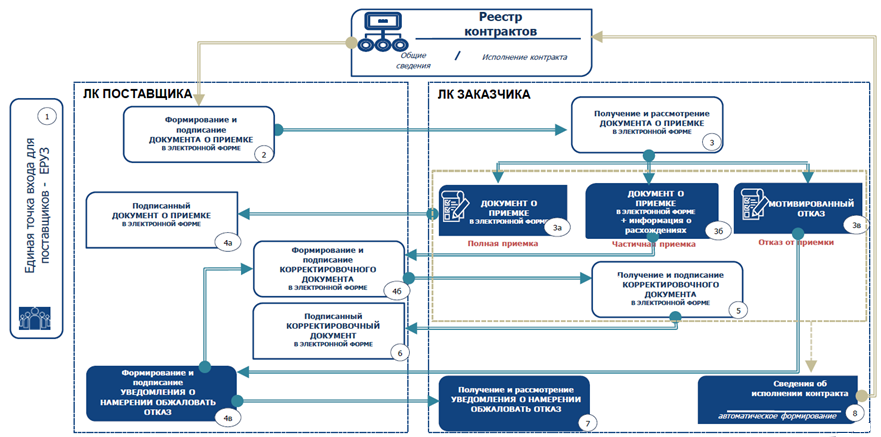 Реестр
контрактов
Общие
сведения
/
Исполнение контракта
1
Единая точка входа для
поставщиков - ЕРУЗ
ЛК ПОСТАВЩИКА
ЛК ЗАКАЗЧИКА
Формирование и
подписание
ДОКУМЕНТА О ПРИЕМКЕ
В ЭЛЕКТРОННОЙ ФОРМЕ
2
Получение и рассмотрение
ДОКУМЕНТА О ПРИЕМКЕ
В ЭЛЕКТРОННОЙ ФОРМЕ
3
Подписанный
ДОКУМЕНТ О ПРИЕМКЕ
В ЭЛЕКТРОННОЙ ФОРМЕ
4а
ДОКУМЕНТ О
ПРИЕМКЕ
В ЭЛЕКТРОННОЙ ФОРМЕ
3а
Полная приемка
ДОКУМЕНТ О
ПРИЕМКЕ
В ЭЛЕКТРОННОЙ ФОРМЕ
+ информация о
расхождениях
3б
Частичная приемка
МОТИВИРОВАННЫЙ
ОТКАЗ
3в
Отказ от приемки
Формирование и
подписание
КОРРЕКТИРОВОЧНОГО
ДОКУМЕНТА
В ЭЛЕКТРОННОЙ ФОРМЕ
4б
Получение и подписание
КОРРЕКТИРОВОЧНОГО
ДОКУМЕНТА
В ЭЛЕКТРОННОЙ ФОРМЕ
5
Подписанный
КОРРЕКТИРОВОЧНЫЙ
ДОКУМЕНТ
В ЭЛЕКТРОННОЙ ФОРМЕ
6
Формирование и
подписание
УВЕДОМЛЕНИЯ О
НАМЕРЕНИИ ОБЖАЛОВАТЬ
ОТКАЗ
4в
Получение и рассмотрение
УВЕДОМЛЕНИЯ О НАМЕРЕНИИ
ОБЖАЛОВАТЬ ОТКАЗ
7
Сведения об
исполнении контракта
автоматическое формирование
8